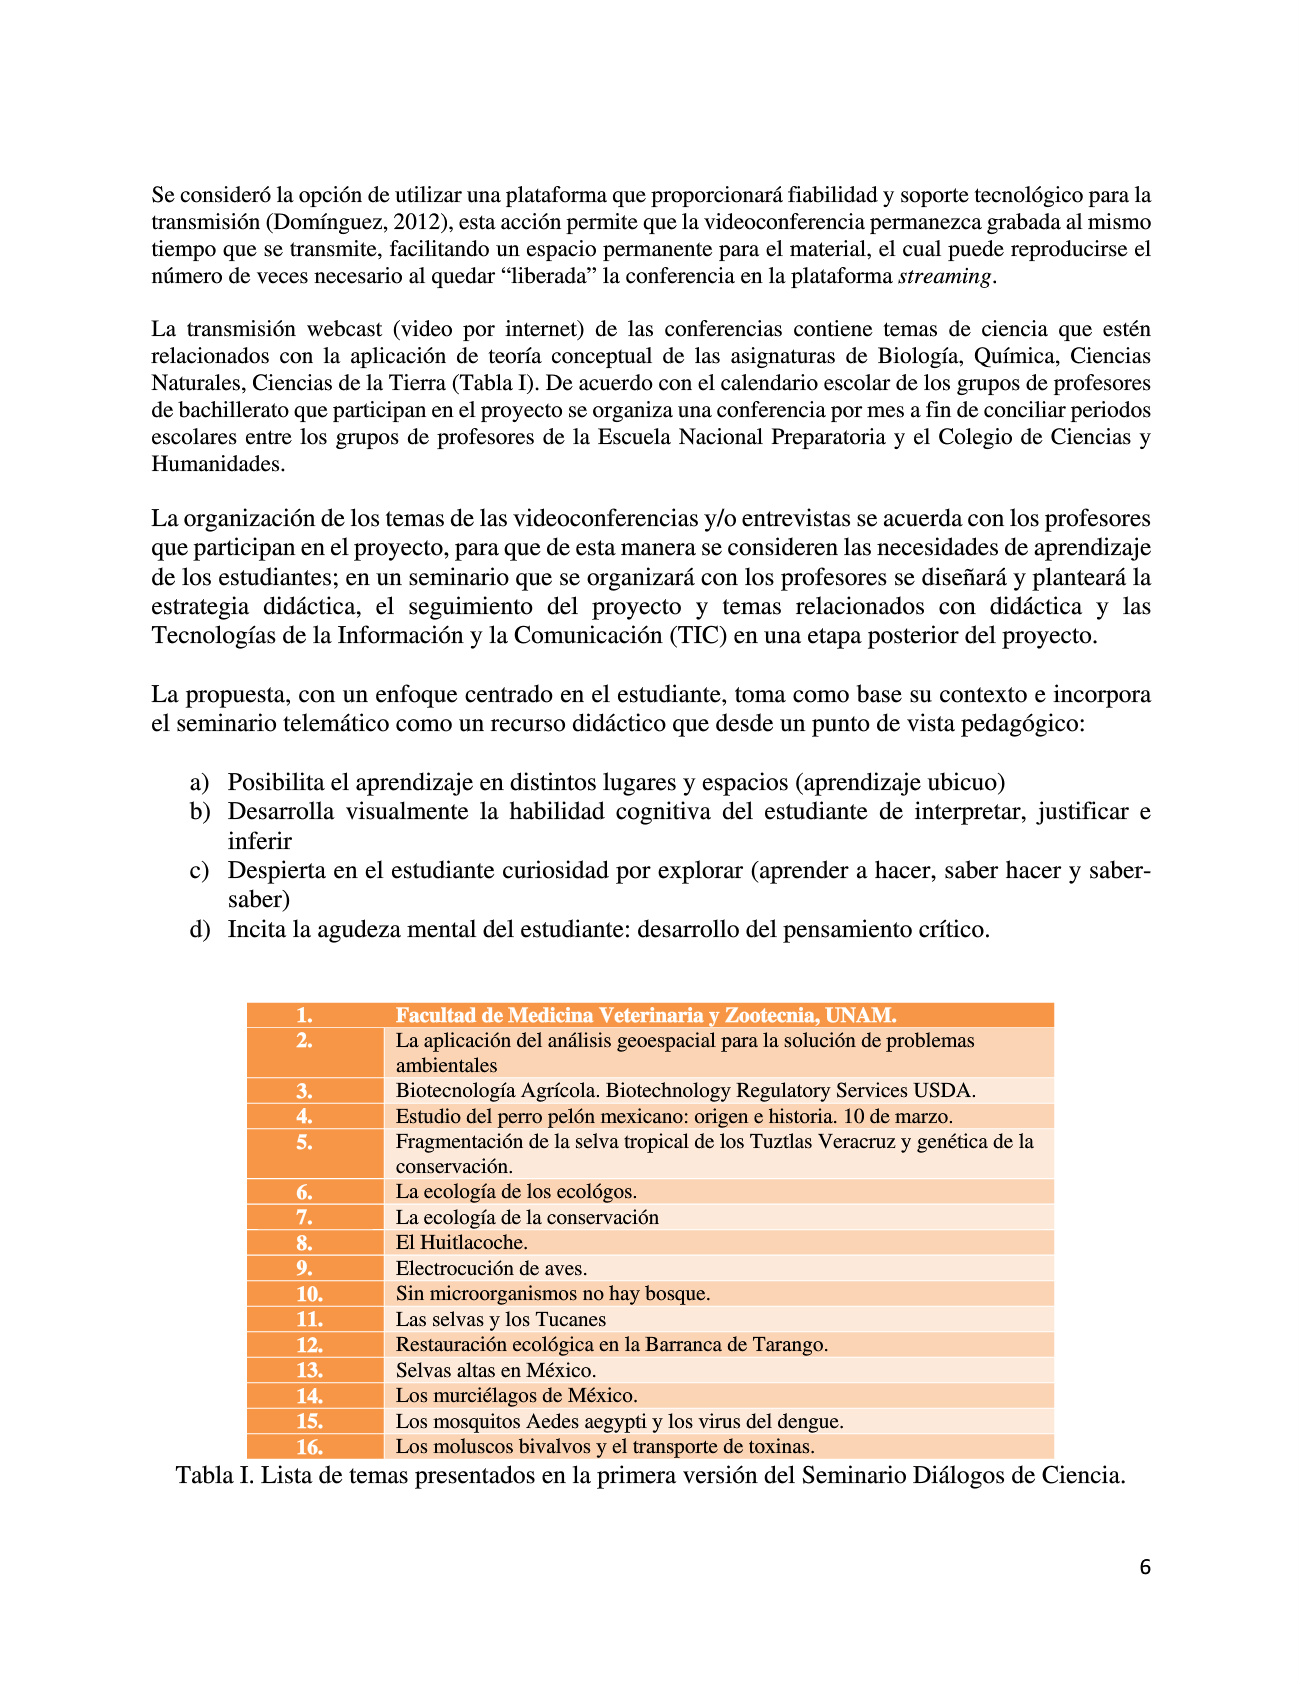 Se consideró la opción de utilizar una plataforma que proporcionará fiabilidad y soporte tecnológico para la
transmisión (Domínguez, 2012), esta acción permite que la videoconferencia permanezca grabada al mismo
tiempo que se transmite, facilitando un espacio permanente para el material, el cual puede reproducirse el
número de veces necesario al quedar “liberada” la conferencia en la plataforma streaming.
La transmisión webcast (video por internet) de las conferencias contiene temas de ciencia que estén
relacionados con la aplicación de teoría conceptual de las asignaturas de Biología, Química, Ciencias
Naturales, Ciencias de la Tierra (Tabla I). De acuerdo con el calendario escolar de los grupos de profesores
de bachillerato que participan en el proyecto se organiza una conferencia por mes a fin de conciliar periodos
escolares entre los grupos de profesores de la Escuela Nacional Preparatoria y el Colegio de Ciencias y
Humanidades.
La organización de los temas de las videoconferencias y/o entrevistas se acuerda con los profesores
que participan en el proyecto, para que de esta manera se consideren las necesidades de aprendizaje
de los estudiantes; en un seminario que se organizará con los profesores se diseñará y planteará la
estrategia didáctica, el seguimiento del proyecto y temas relacionados con didáctica y las
Tecnologías de la Información y la Comunicación (TIC) en una etapa posterior del proyecto.
La propuesta, con un enfoque centrado en el estudiante, toma como base su contexto e incorpora
el seminario telemático como un recurso didáctico que desde un punto de vista pedagógico:
a) Posibilita el aprendizaje en distintos lugares y espacios (aprendizaje ubicuo)
b) Desarrolla visualmente la habilidad cognitiva del estudiante de interpretar, justificar e
inferir
c) Despierta en el estudiante curiosidad por explorar (aprender a hacer, saber hacer y saber-
saber)
d) Incita la agudeza mental del estudiante: desarrollo del pensamiento crítico.
1. Facultad de Medicina Veterinaria y Zootecnia, UNAM.
2. La aplicación del análisis geoespacial para la solución de problemas
ambientales
3. Biotecnología Agrícola. Biotechnology Regulatory Services USDA.
4. Estudio del perro pelón mexicano: origen e historia. 10 de marzo.
5. Fragmentación de la selva tropical de los Tuztlas Veracruz y genética de la
conservación.
6. La ecología de los ecológos.
7. La ecología de la conservación
8. El Huitlacoche.
9. Electrocución de aves.
10. Sin microorganismos no hay bosque.
11. Las selvas y los Tucanes
12. Restauración ecológica en la Barranca de Tarango.
13. Selvas altas en México.
14. Los murciélagos de México.
15. Los mosquitos Aedes aegypti y los virus del dengue.
16. Los moluscos bivalvos y el transporte de toxinas.
Tabla I. Lista de temas presentados en la primera versión del Seminario Diálogos de Ciencia.
6